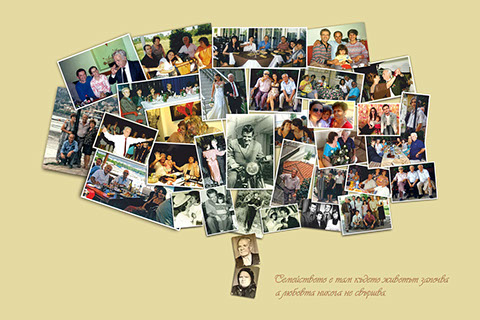 Семейството е там където животът започва
а любовта никога не свършва.